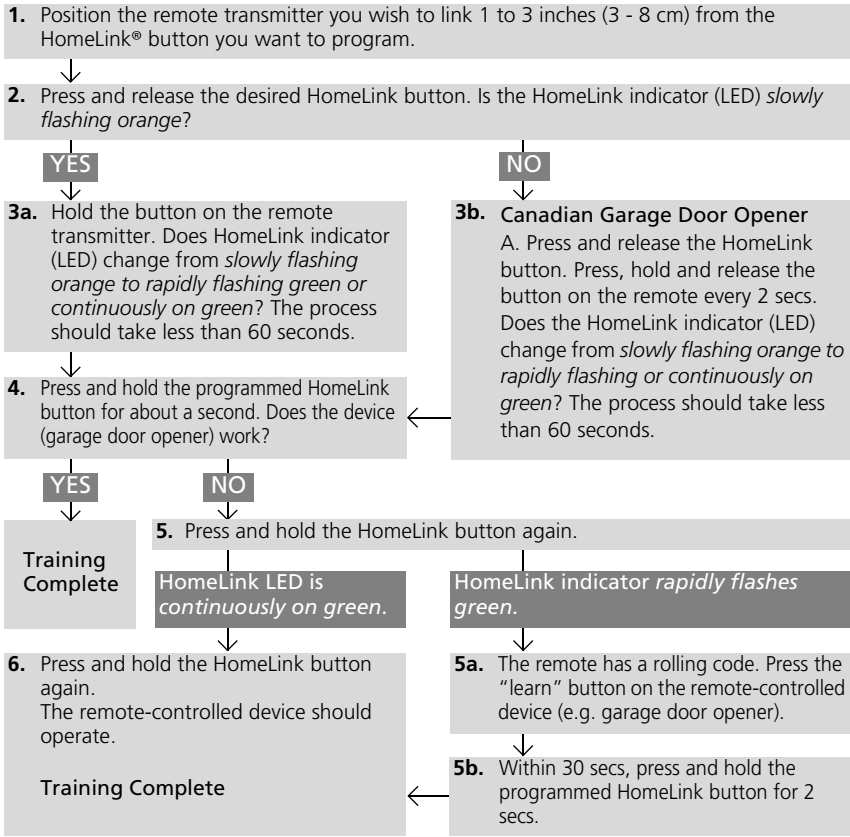 1. Position the remote transmitter you wish to link 1 to 3 inches (3 - 8 cm) from the
HomeLink® button you want to program.
2. Press and release the desired HomeLink button. Is the HomeLink indicator (LED) slowly
flashing orange?
YES
NO
3a. Hold the button on the remote
transmitter. Does HomeLink indicator
(LED) change from slowly flashing
orange to rapidly flashing green or
continuously on green? The process
should take less than 60 seconds.
3b. Canadian Garage Door Opener
A. Press and release the HomeLink
button. Press, hold and release the
button on the remote every 2 secs.
Does the HomeLink indicator (LED)
change from slowly flashing orange to
rapidly flashing or continuously on
green? The process should take less
than 60 seconds.
4. Press and hold the programmed HomeLink
button for about a second. Does the device
(garage door opener) work?
YES
NO
Training
Complete
5. Press and hold the HomeLink button again.
HomeLink LED is
continuously on green.
HomeLink indicator rapidly flashes
green.
6. Press and hold the HomeLink button
again.
The remote-controlled device should
operate.
Training Complete
5a. The remote has a rolling code. Press the
“learn” button on the remote-controlled
device (e.g. garage door opener).
5b. Within 30 secs, press and hold the
programmed HomeLink button for 2
secs.